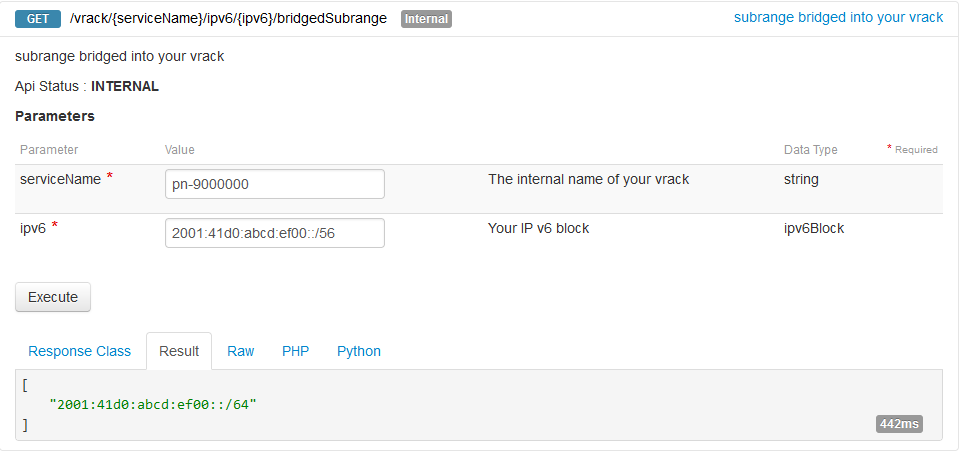 GET /vrack/{serviceName}/ipv6/{ipv6}/bridgedSubrange Internal subrange bridged into your vrack
subrange bridged into your vrack
Api Status : INTERNAL
Parameters
Parameter Value Data Type * Required
serviceName * pn-9000000 The internal name of your vrack string
ipv6 * 2001:41d0:abcd:ef00::/56 Your IP v6 block ipv6Block
Execute
Response Class Result Raw PHP Python
[
"2001:41d0:abcd:ef00::/64"
]
442ms